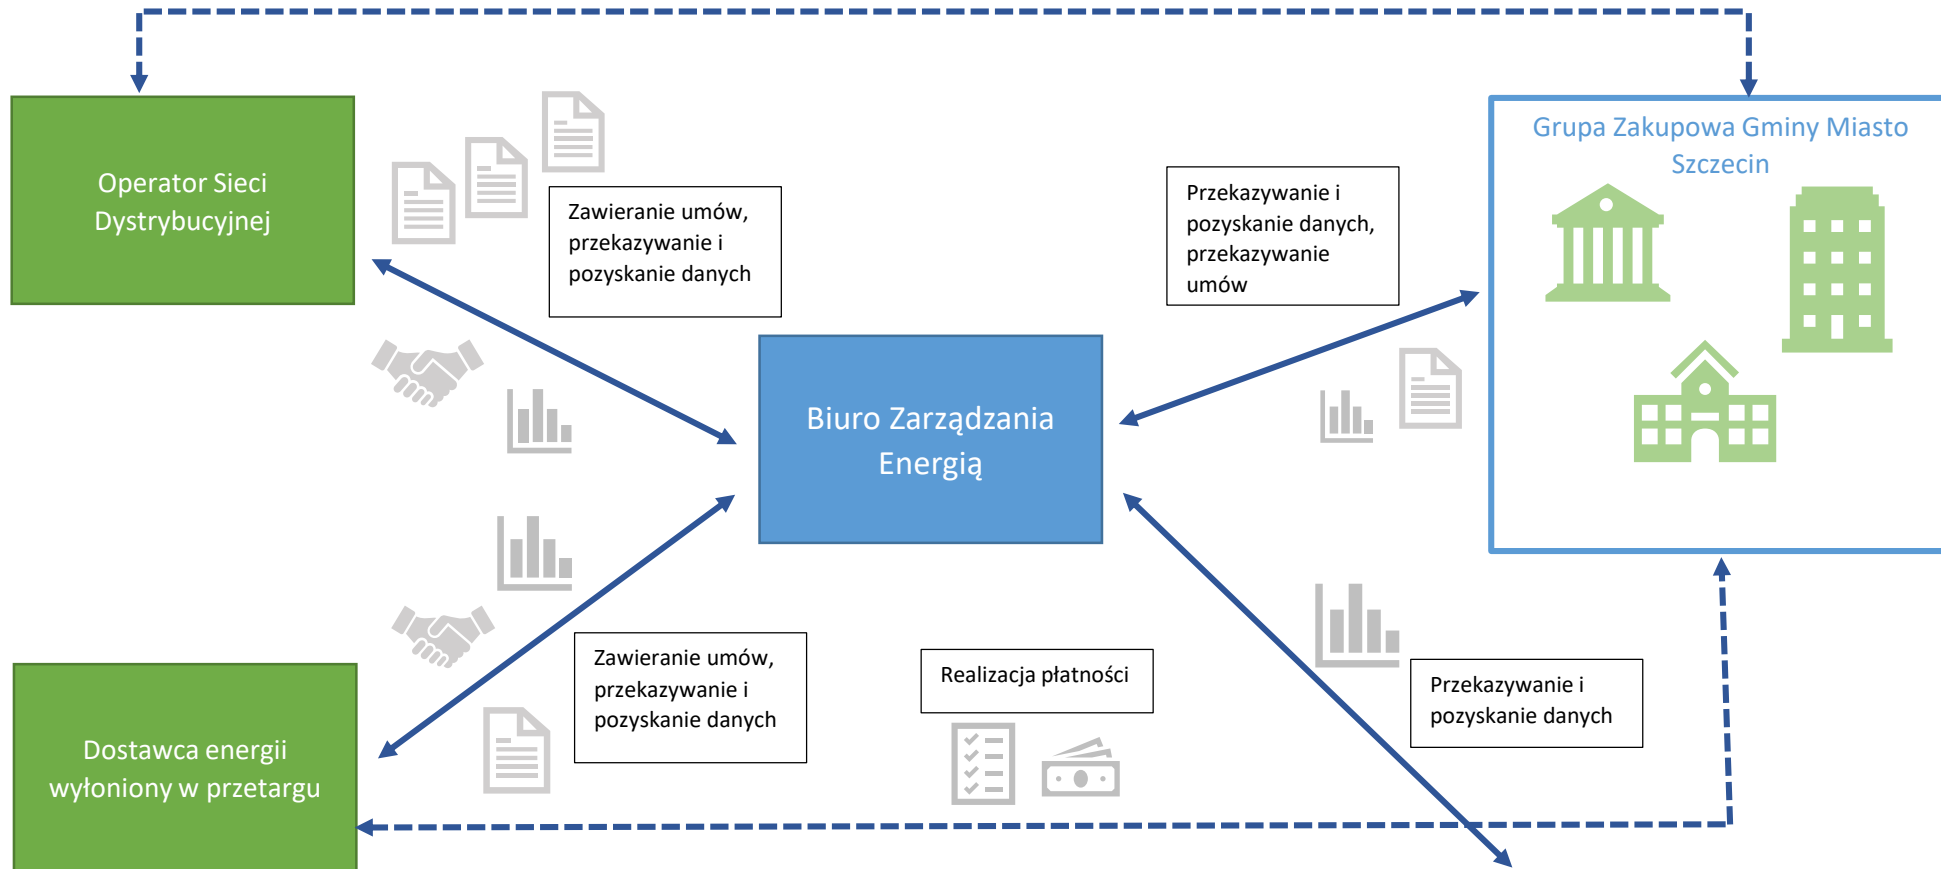 Grupa Zakupowa Gminy Miasto
Szczecin
Operator Sieci
Dystrybucyjnej
Zawieranie umów,
przekazywanie i
pozyskanie danych
Przekazywanie i
pozyskanie danych,
przekazywanie
umów
Biuro Zarządzania
Energią
Zawieranie umów,
przekazywanie i
pozyskanie danych
Realizacja płatności
Przekazywanie i
pozyskanie danych
Dostawca energii
wyłoniony w przetargu